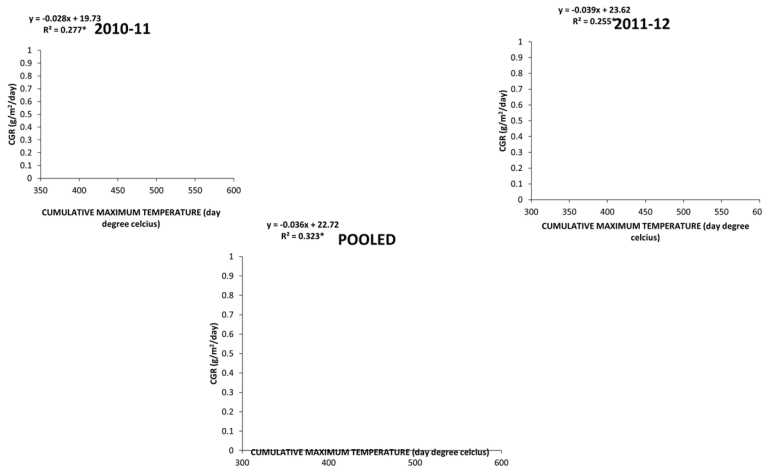 y = -0.028x + 19.73
R² = 0.277*
2010-11
CGR (g/m²/day)
1
0.9
0.8
0.7
0.6
0.5
0.4
0.3
0.2
0.1
0
350 400 450 500 550 600
CUMULATIVE MAXIMUM TEMPERATURE (day
degree celcius)
y = -0.039x + 23.62
R² = 0.255*
2011-12
CGR (g/m²/day)
1
0.9
0.8
0.7
0.6
0.5
0.4
0.3
0.2
0.1
0
300 350 400 450 500 550 60
CUMULATIVE MAXIMUM TEMPERATURE (day degree
celcius)
y = -0.036x + 22.72
R² = 0.323*
POOLED
CGR (g/m²/day)
1
0.9
0.8
0.7
0.6
0.5
0.4
0.3
0.2
0.1
0
CUMULATIVE MAXIMUM TEMPERATURE (day degree celcius)
300 400 500 600